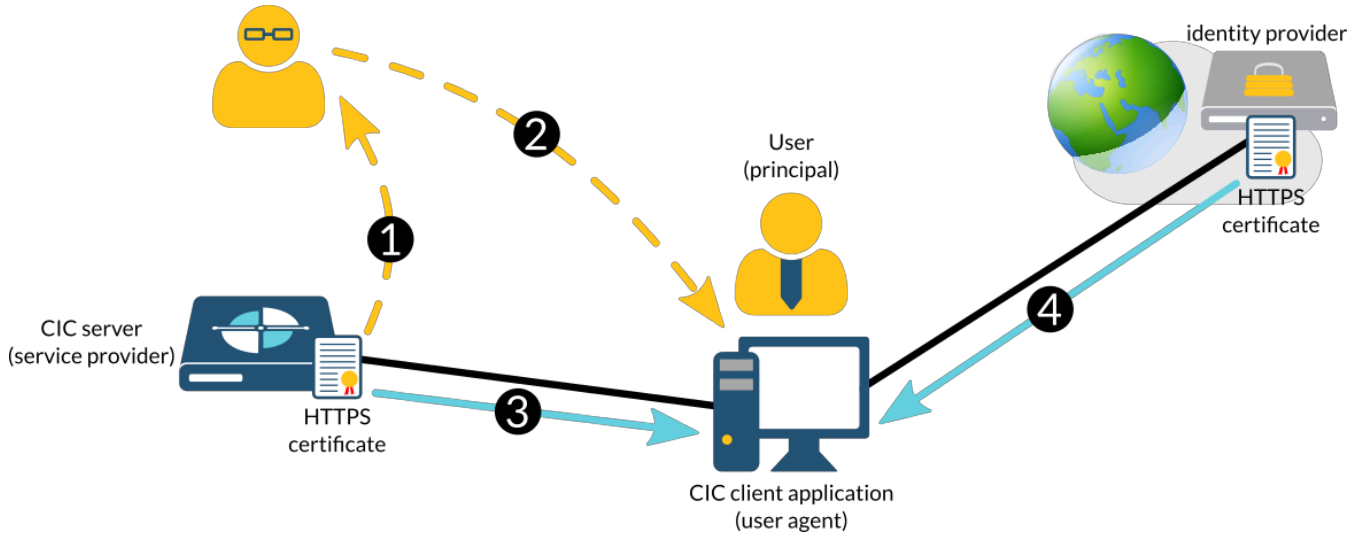 identity provider
2
User
(principal)
HTTPS
certificate
1
4
CIC server
(service provider)
3
HTTPS
certificate
CIC client application
(user agent)